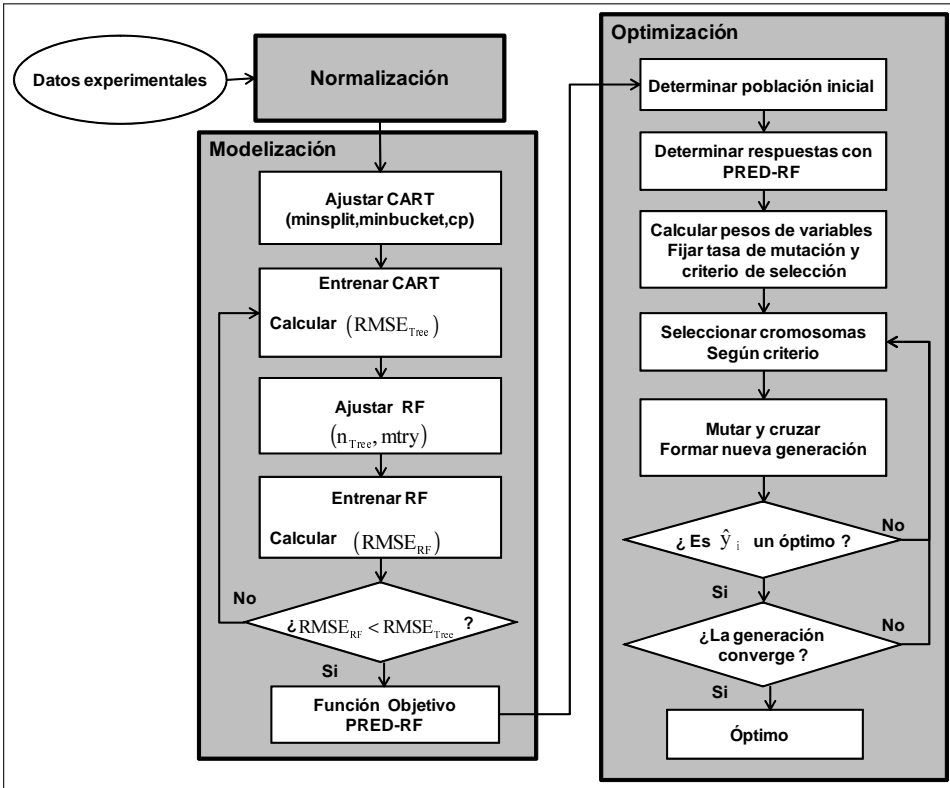 Datos experimentales
Normalización
Modelización
Ajustar CART
(minsplit,minbucket,cp)
Entrenar CART
Calcular (RMSE_Tree)
Ajustar RF
(n_Tree, mtry)
Entrenar RF
Calcular (RMSE_RF)
No
¿RMSE_RF < RMSE_Tree ?
Si
Función Objetivo
PRED-RF
Optimización
Determinar población inicial
Determinar respuestas con
PRED-RF
Calcular pesos de variables
Fijar tasa de mutación y
criterio de selección
Seleccionar cromosomas
Según criterio
Mutar y cruzar
Formar nueva generación
¿ Es ŷ_i un óptimo ?
No
Si
¿La generación
converge ?
No
Si
Óptimo